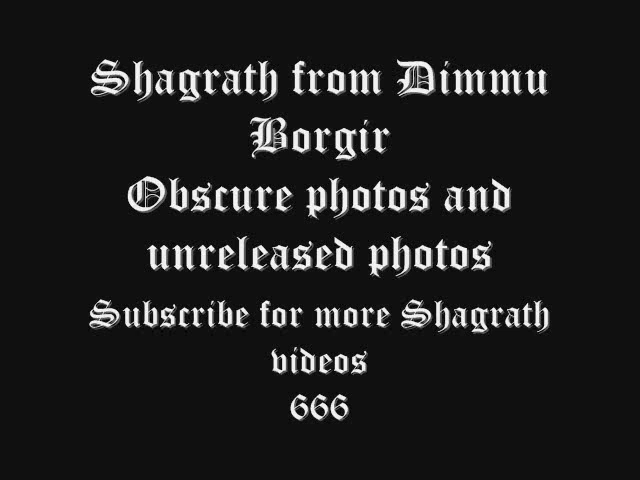 Shagrath from Dimmu
Borgir
Obscure photos and
unreleased photos
Subscribe for more Shagrath
videos
666